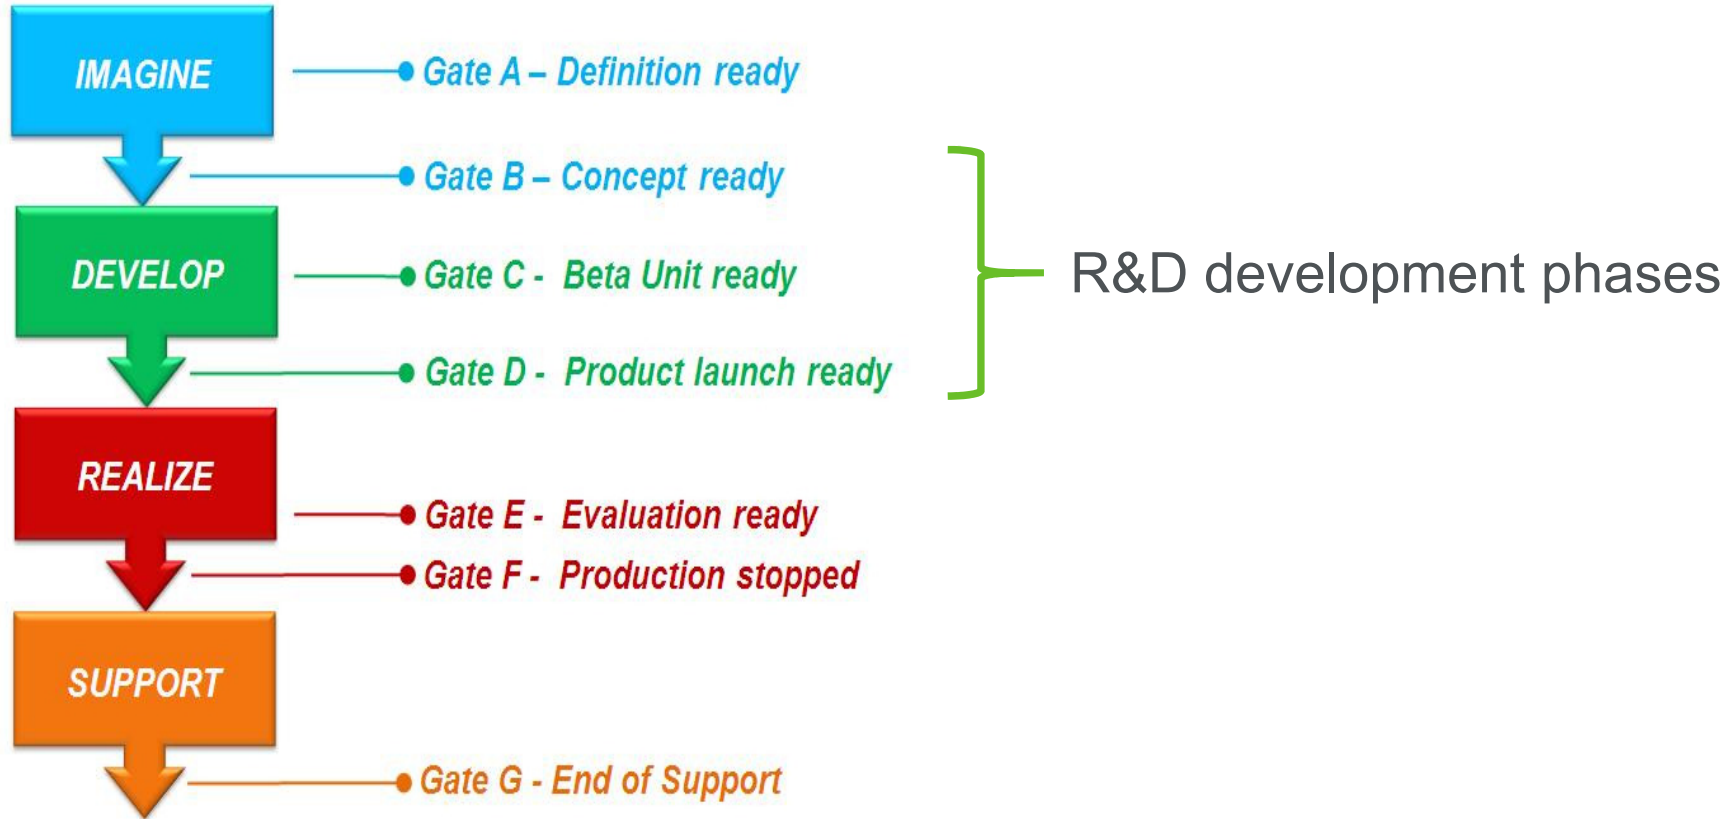 IMAGINE
Gate A – Definition ready
Gate B – Concept ready
DEVELOP
Gate C - Beta Unit ready
R&D development phases
Gate D - Product launch ready
REALIZE
Gate E - Evaluation ready
Gate F - Production stopped
SUPPORT
Gate G - End of Support